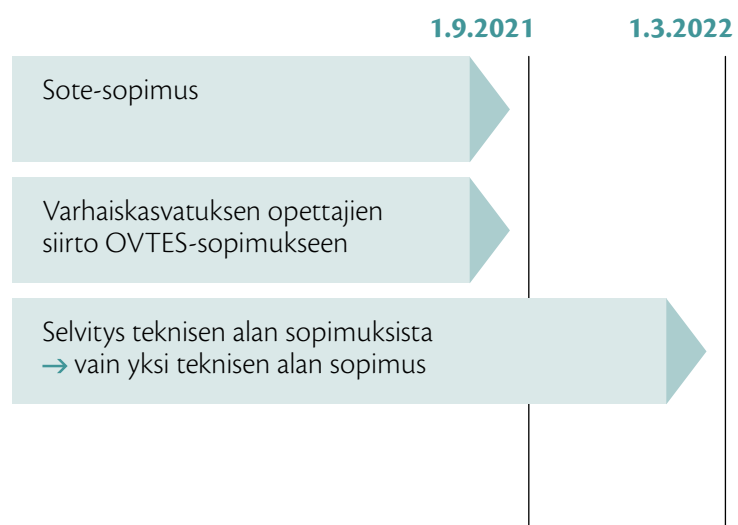 1.9.2021 1.3.2022
Sote-sopimus
Varhaiskasvatuksen opettajien
siirto OVTES-sopimukseen
Selvitys teknisen alan sopimuksista
→ vain yksi teknisen alan sopimus